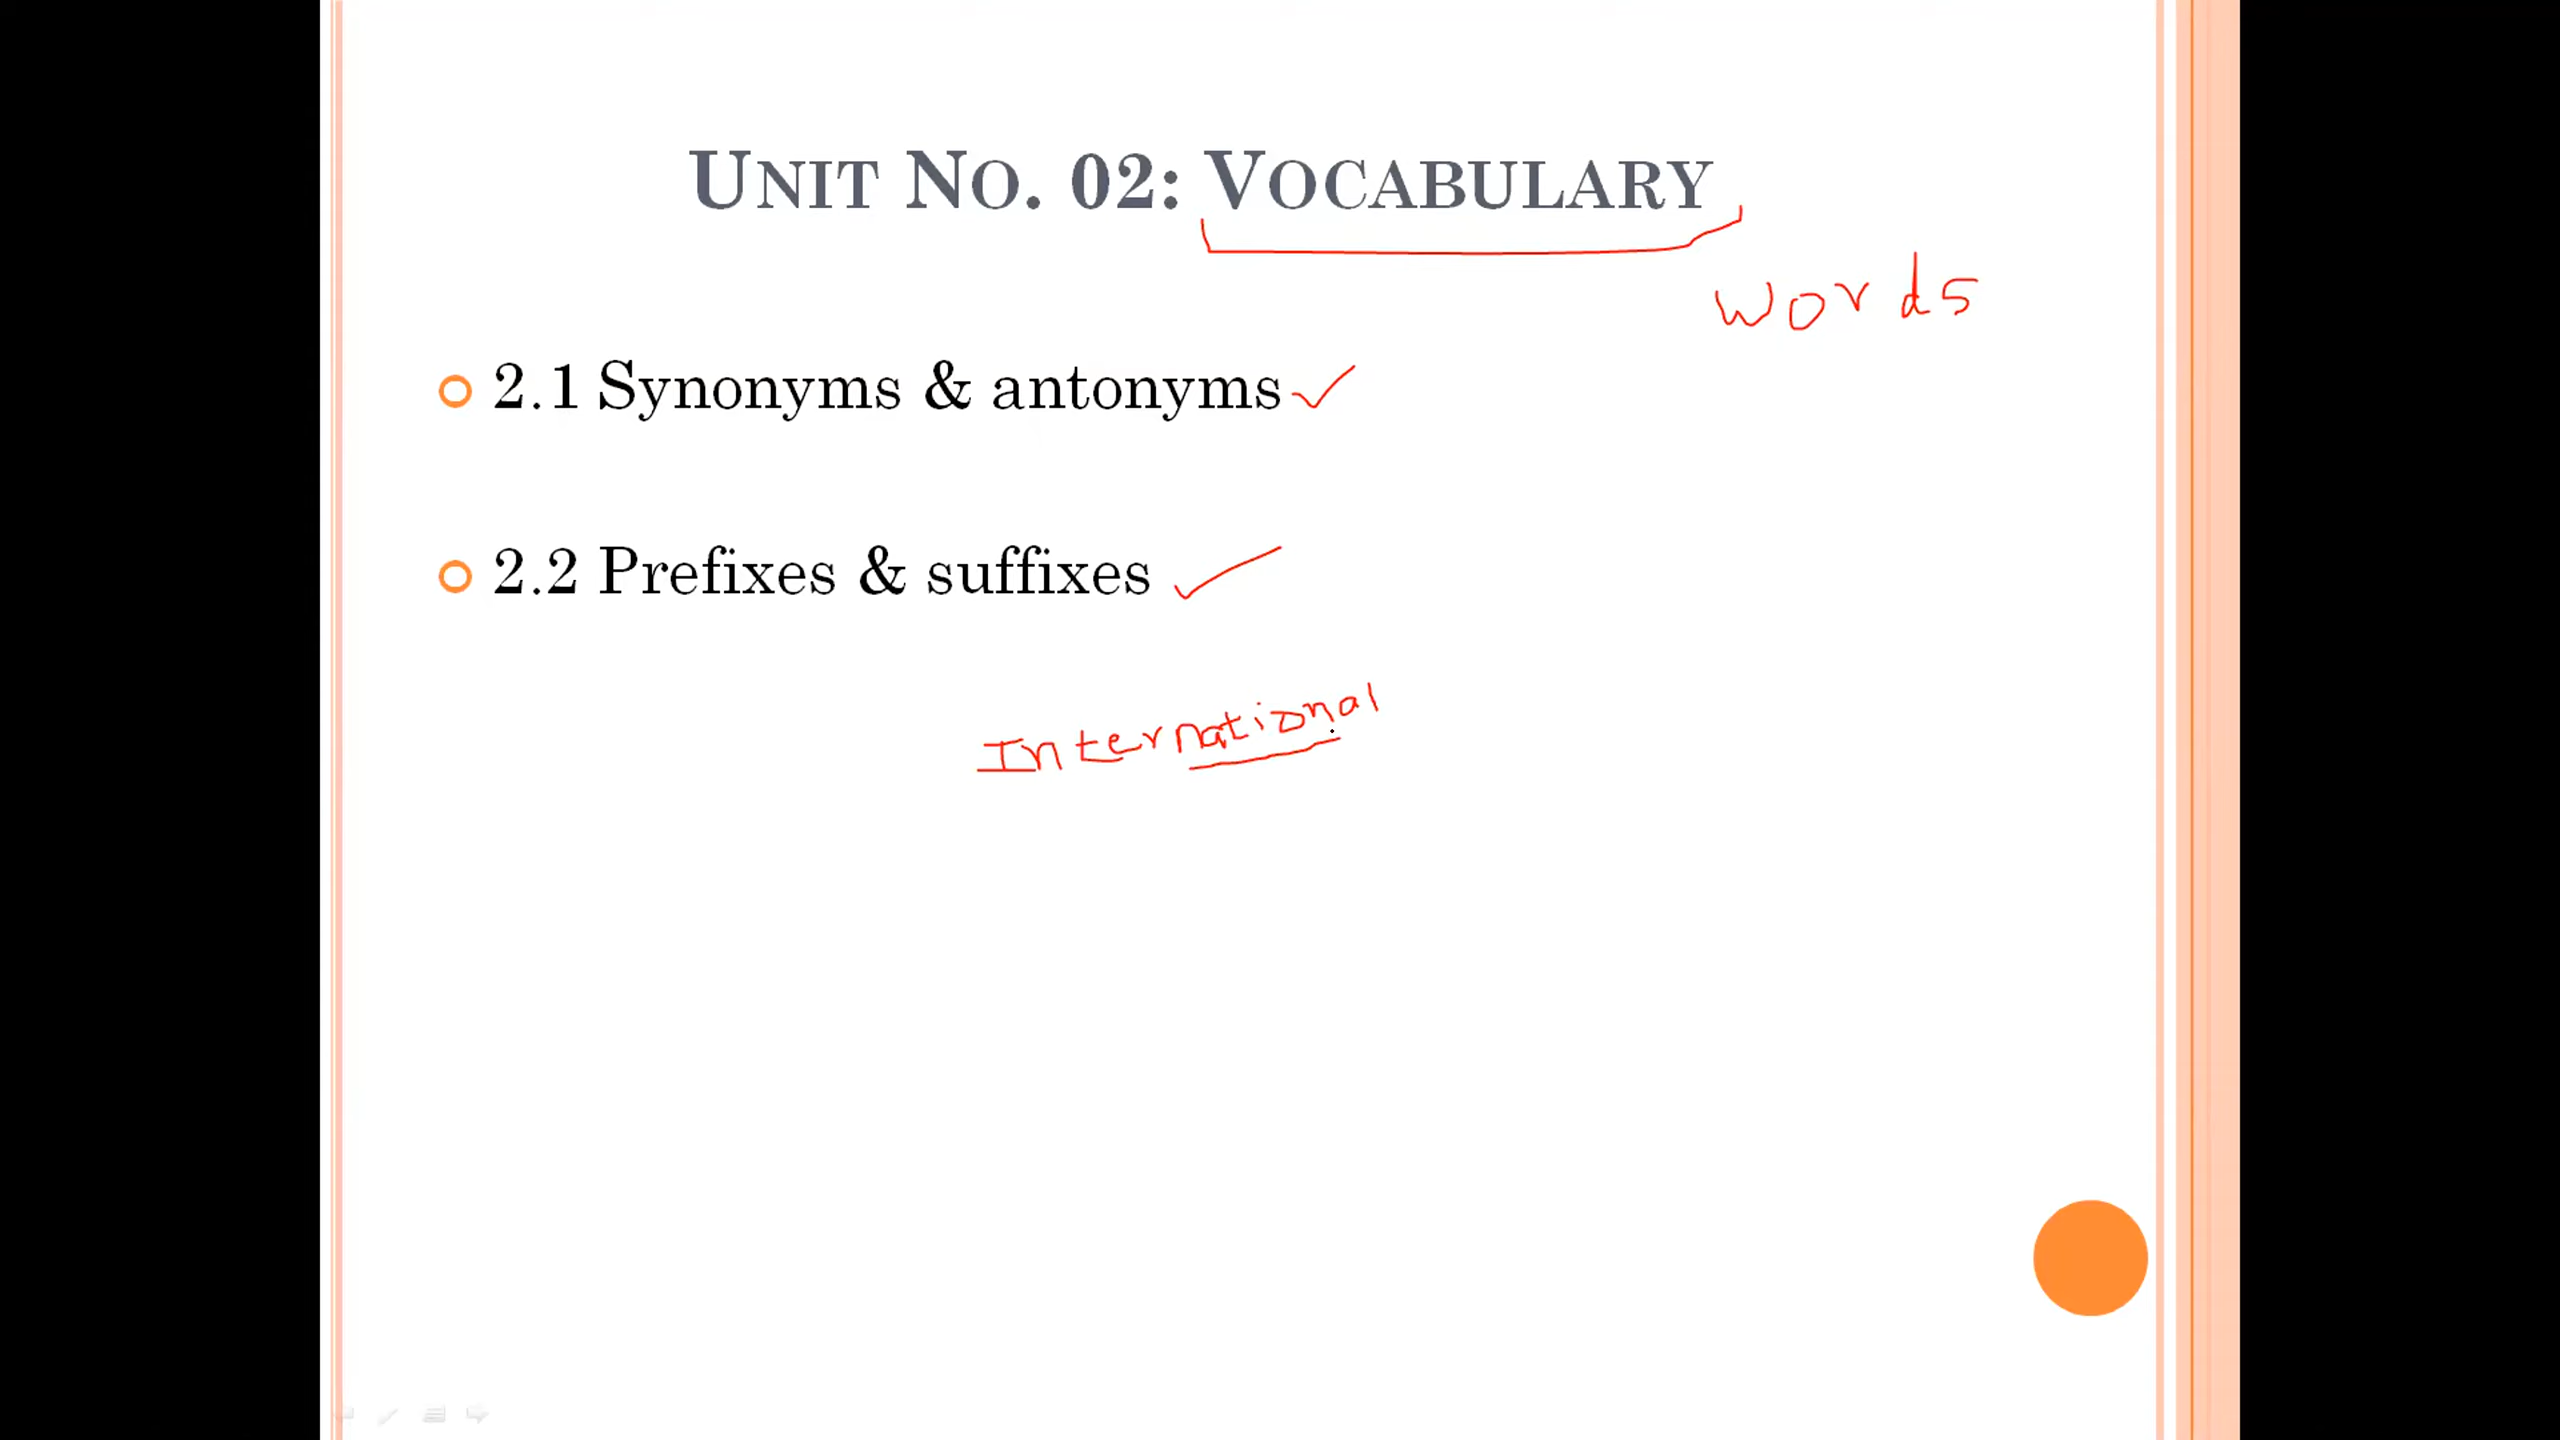 UNIT NO. 02: VOCABULARY
words
2.1 Synonyms & antonyms
2.2 Prefixes & suffixes
International